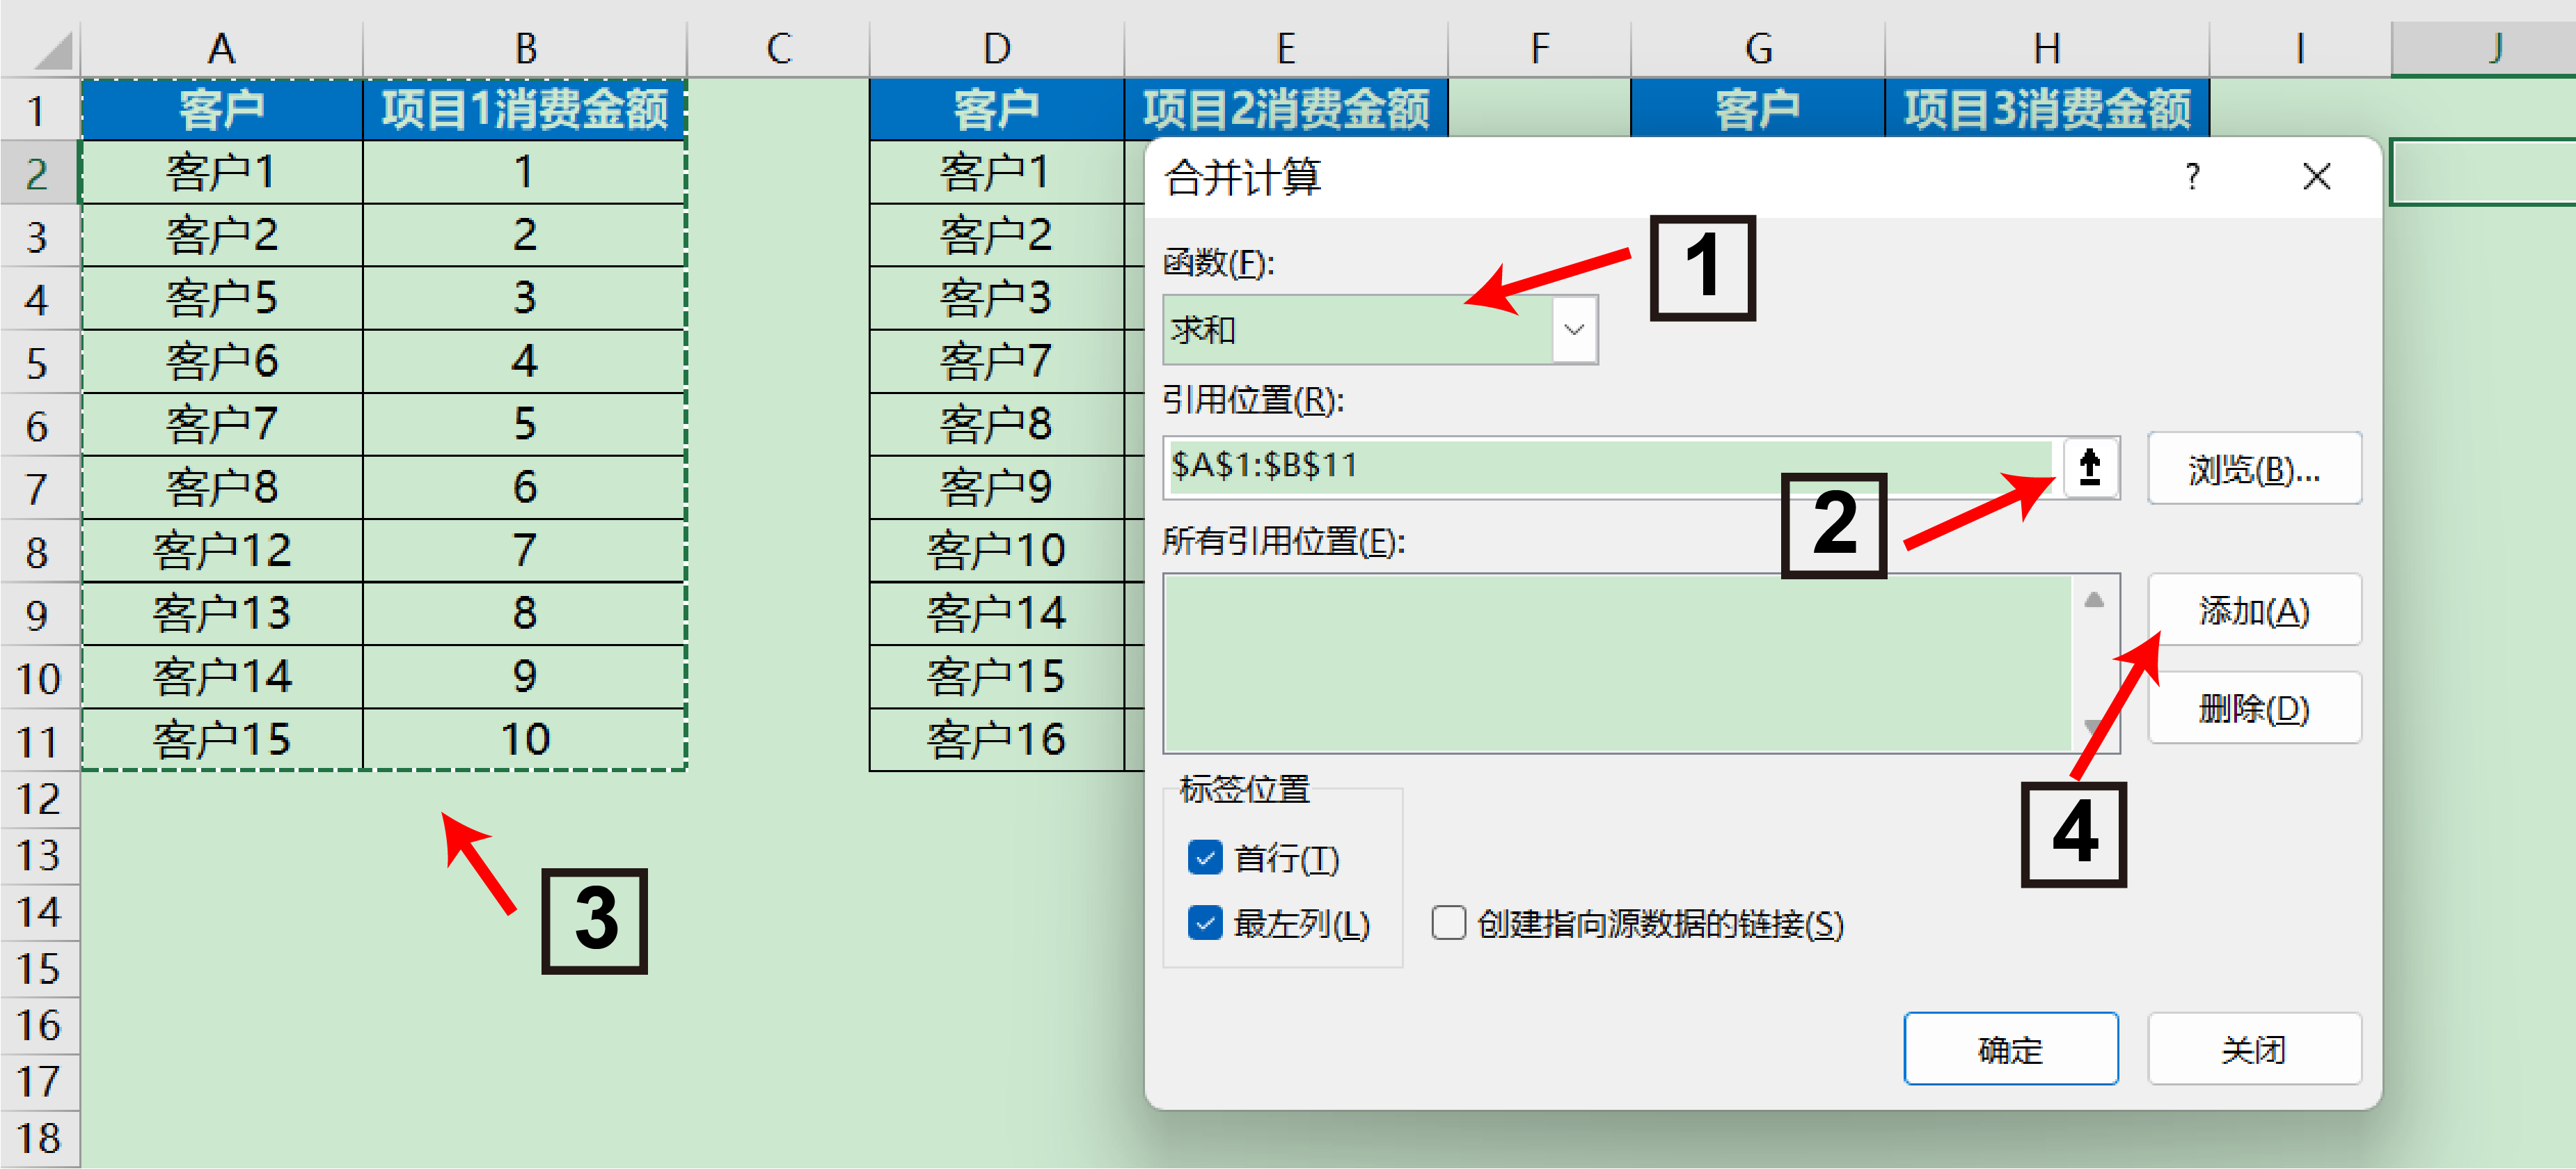 A B C D E F G H I J
1 客户 项目1消费金额 客户 项目2消费金额 客户 项目3消费金额
2 客户1 1 客户1
3 客户2 2 客户2
4 客户5 3 客户3
5 客户6 4 客户7
6 客户7 5 客户8
7 客户8 6 客户9
8 客户12 7 客户10
9 客户13 8 客户14
10 客户14 9 客户15
11 客户15 10 客户16
12
13
14
15
16
17
18
合并计算 ?
函数(F):
1
求和
引用位置(R):
$A$1:$B$11
浏览(B)...
2
所有引用位置(E):
添加(A)
删除(D)
4
标签位置
首行(T)
最左列(L)
创建指向源数据的链接(S)
3
确定
关闭